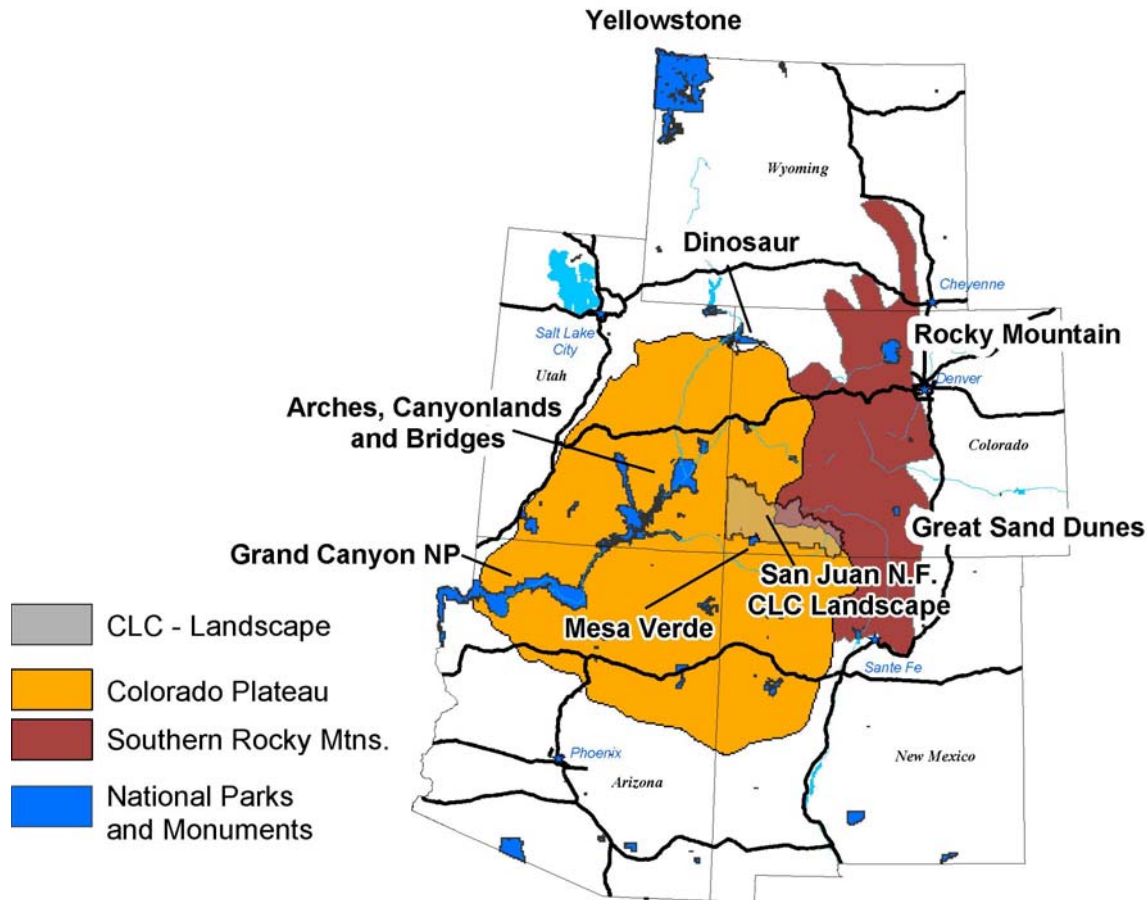 Yellowstone
Wyoming
Dinosaur
Cheyenne
Salt Lake
City
Rocky Mountain
Utah
Denver
Arches, Canyonlands
and Bridges
Colorado
Great Sand Dunes
Grand Canyon NP
San Juan N.F.
CLC Landscape
Mesa Verde
CLC - Landscape
Colorado Plateau
Southern Rocky Mtns.
National Parks
and Monuments
Sante Fe
Phoenix
Arizona
New Mexico